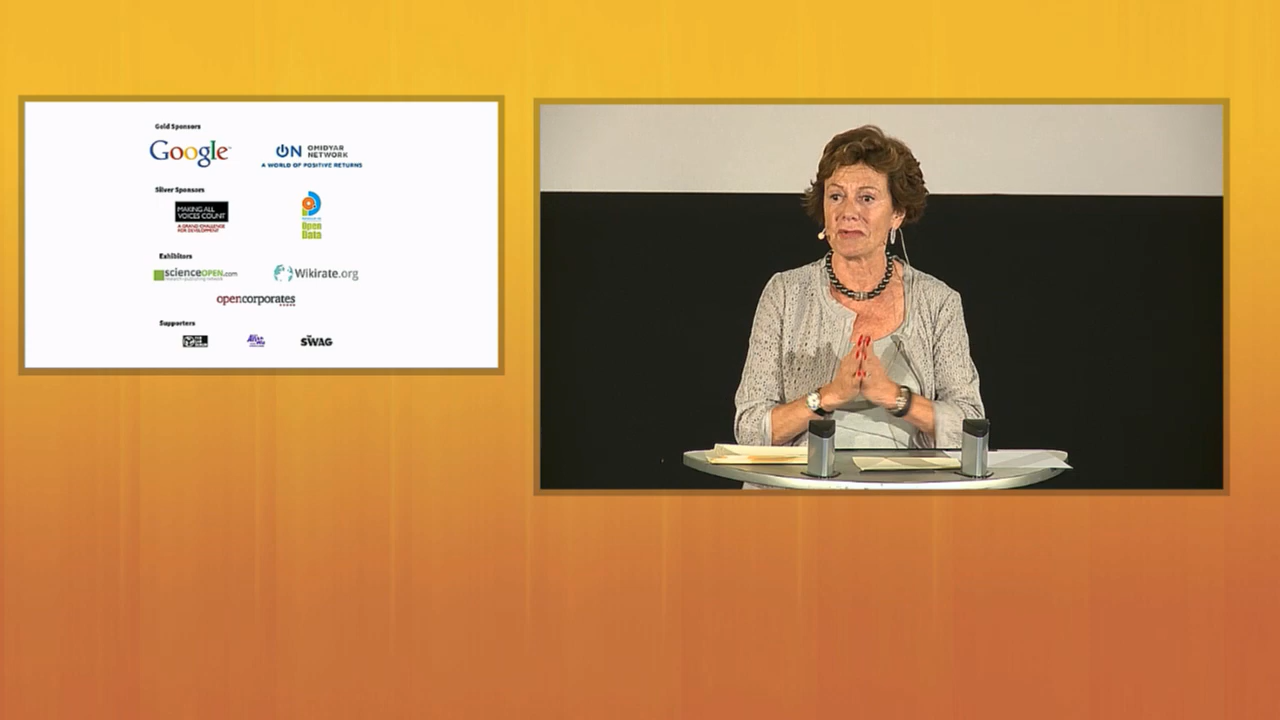 Gold Sponsors
Google
ON OMIDYAR NETWORK
A WORLD OF POSITIVE RETURNS
Silver Sponsors
MAKING ALL
VOICES COUNT
A GRAND CHALLENGE
FOR DEVELOPMENT
Open
Data
Exhibitors
scienceOPEN.com
Wikirate.org
opencorporates
Supporters
THE SWAG